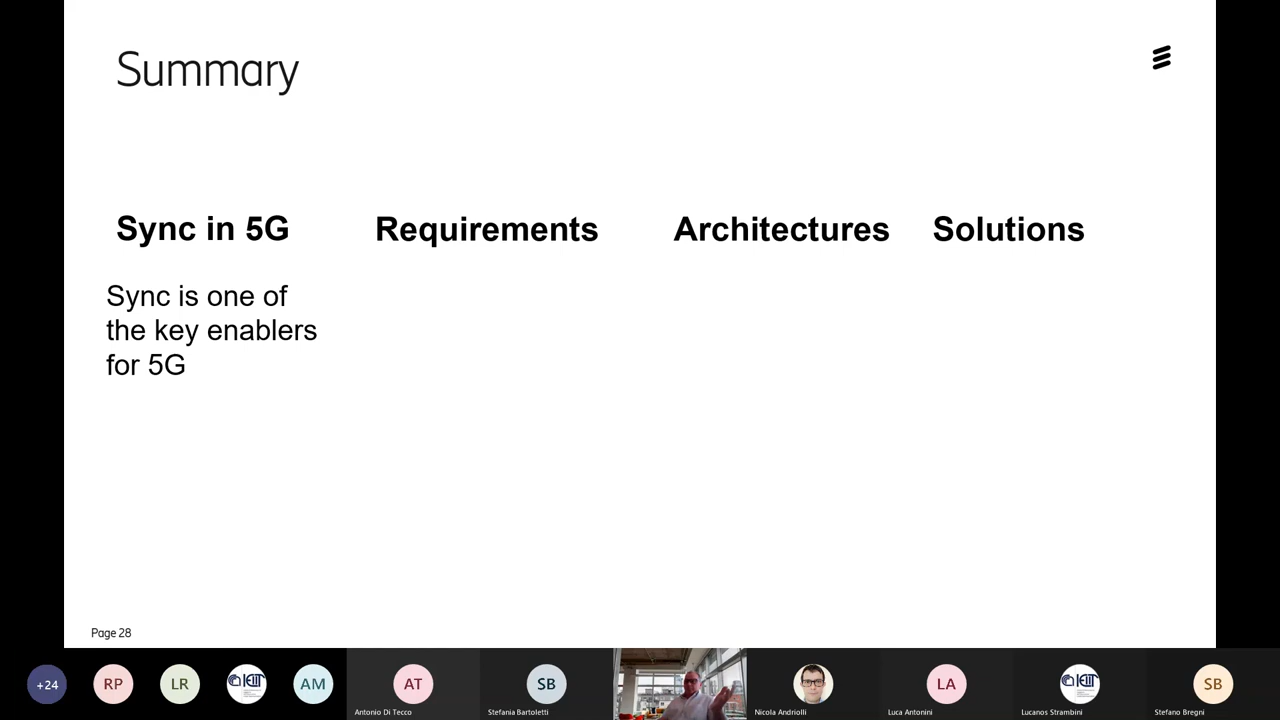 Summary
Sync in 5G
Requirements
Architectures
Solutions
Sync is one of
the key enablers
for 5G
Page 28
+24
RP
LR
IEIIT
AM
AT
Antonio Di Tecco
SB
Stefania Bartoletti
Nicola Andriolli
LA
Luca Antonini
IEIIT
Lucanos Strambini
SB
Stefano Bregni